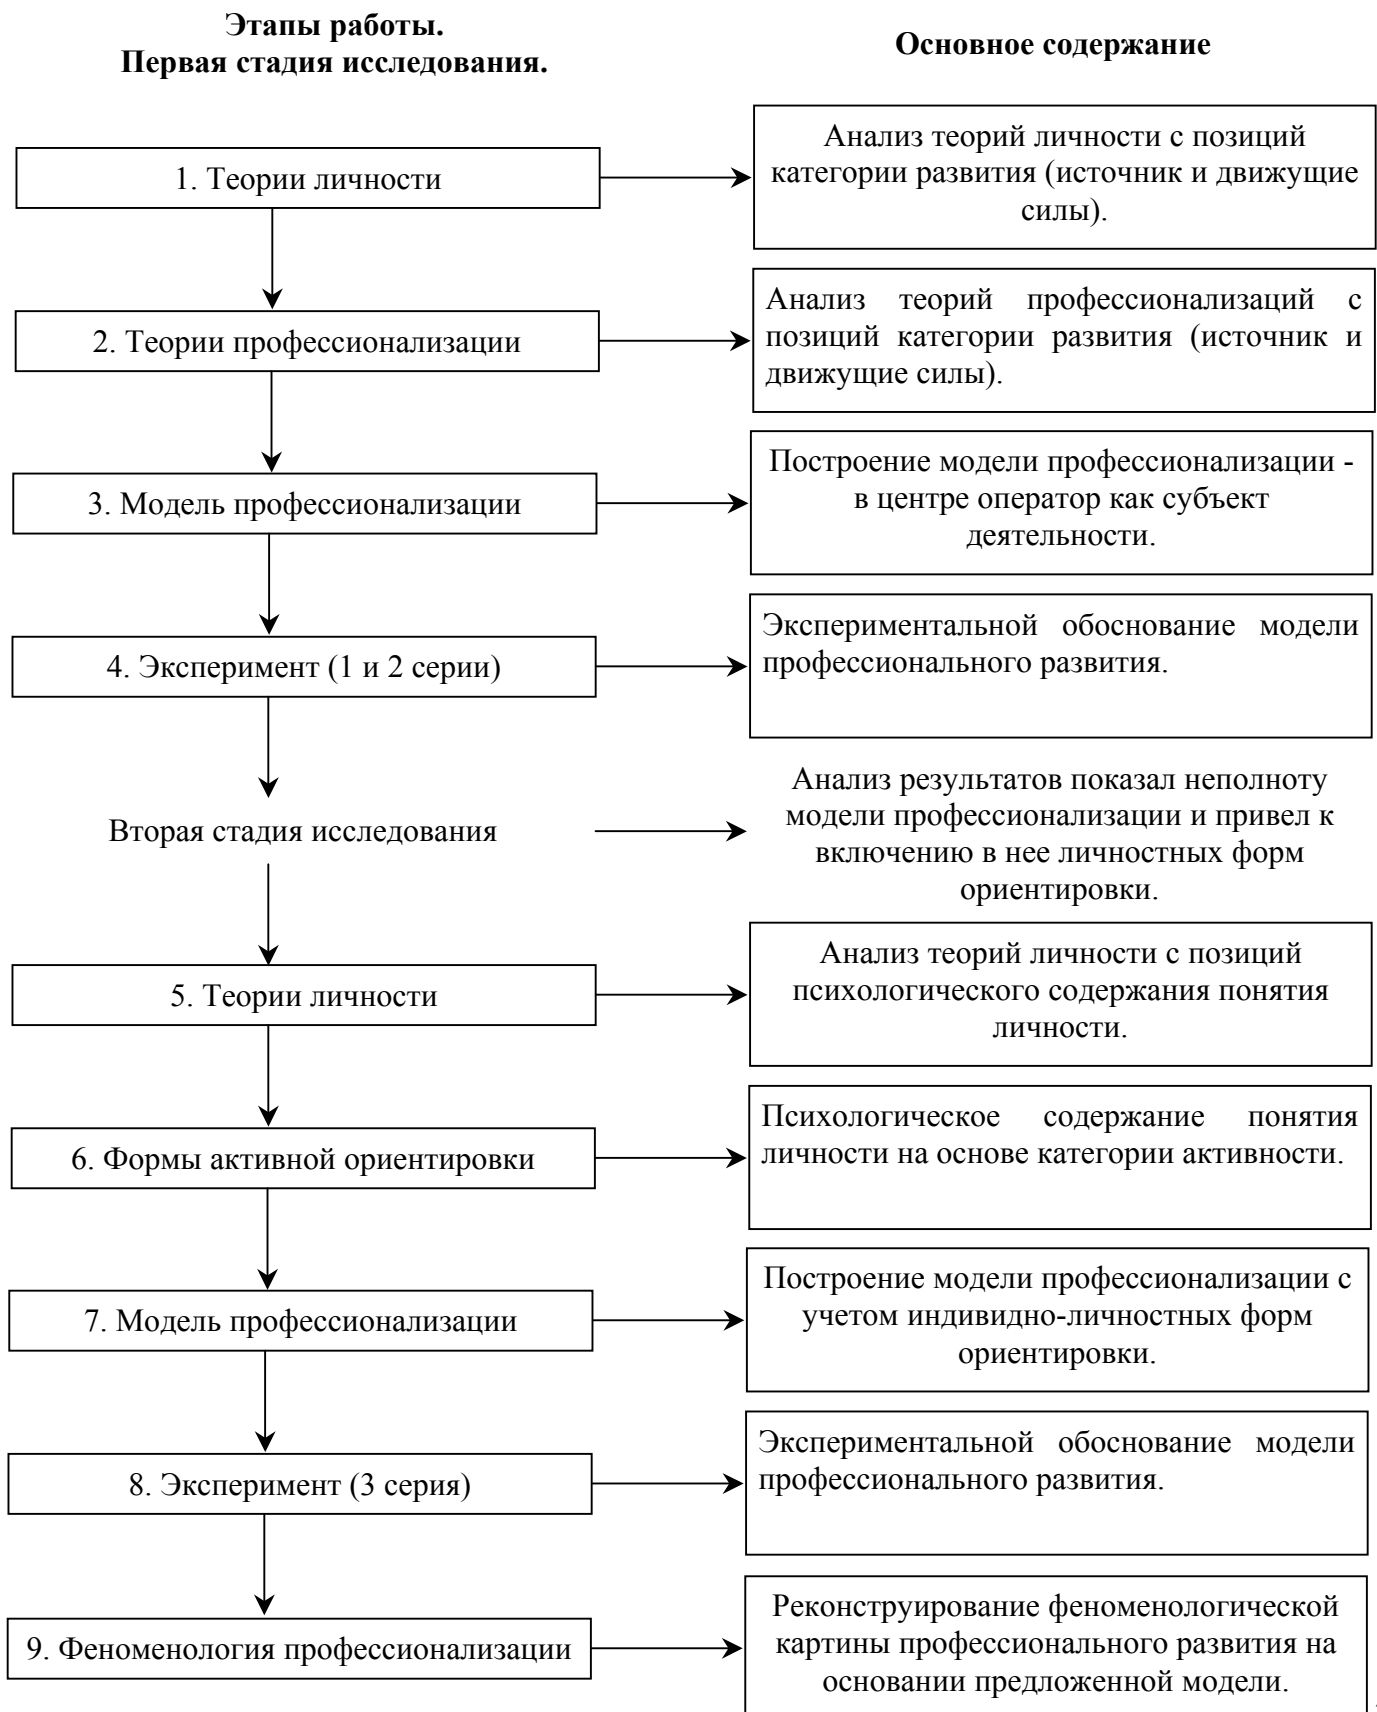 Этапы работы.
Первая стадия исследования.
Основное содержание
1. Теории личности
Анализ теорий личности с позиций
категории развития (источник и движущие
силы).
2. Теории профессионализации
Анализ теорий профессионализаций с
позиций категории развития (источник и
движущие силы).
3. Модель профессионализации
Построение модели профессионализации -
в центре оператор как субъект
деятельности.
4. Эксперимент (1 и 2 серии)
Экспериментальной обоснование модели
профессионального развития.
Вторая стадия исследования
Анализ результатов показал неполноту
модели профессионализации и привел к
включению в нее личностных форм
ориентировки.
5. Теории личности
Анализ теорий личности с позиций
психологического содержания понятия
личности.
6. Формы активной ориентировки
Психологическое содержание понятия
личности на основе категории активности.
7. Модель профессионализации
Построение модели профессионализации с
учетом индивидно-личностных форм
ориентировки.
8. Эксперимент (3 серия)
Экспериментальной обоснование модели
профессионального развития.
9. Феноменология профессионализации
Реконструирование феноменологической
картины профессионального развития на
основании предложенной модели.